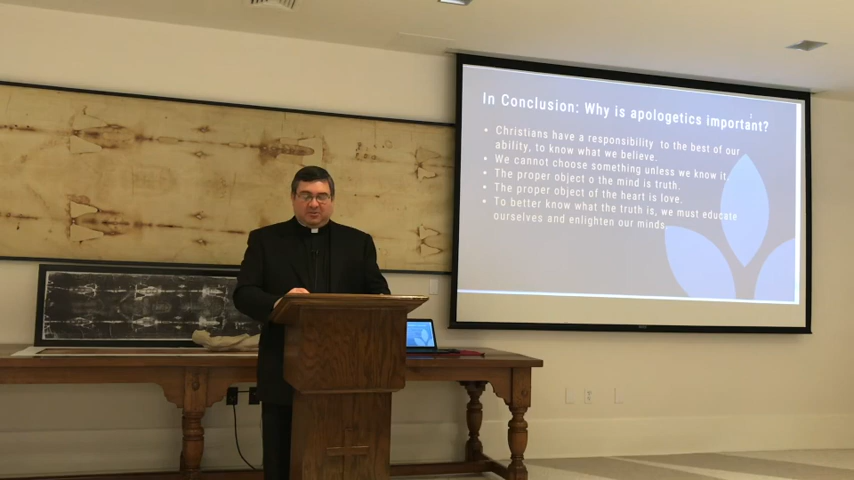 In Conclusion: Why is apologetics important?
• Christians have a responsibility to the best of our
ability, to know what we believe.
• We cannot choose something unless we know it.
• The proper object o the mind is truth.
• The proper object of the heart is love.
• To better know what the truth is, we must educate
ourselves and enlighten our minds.